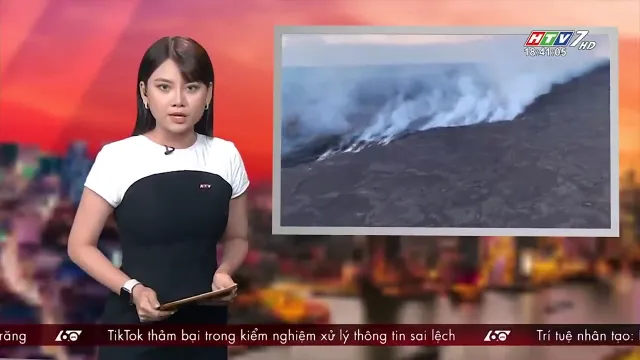 HTV7 HD
18:41:05
HTV
răng 60 TikTok thảm bại trong kiểm nghiệm xử lý thông tin sai lệch 60 Trí tuệ nhân tạo: